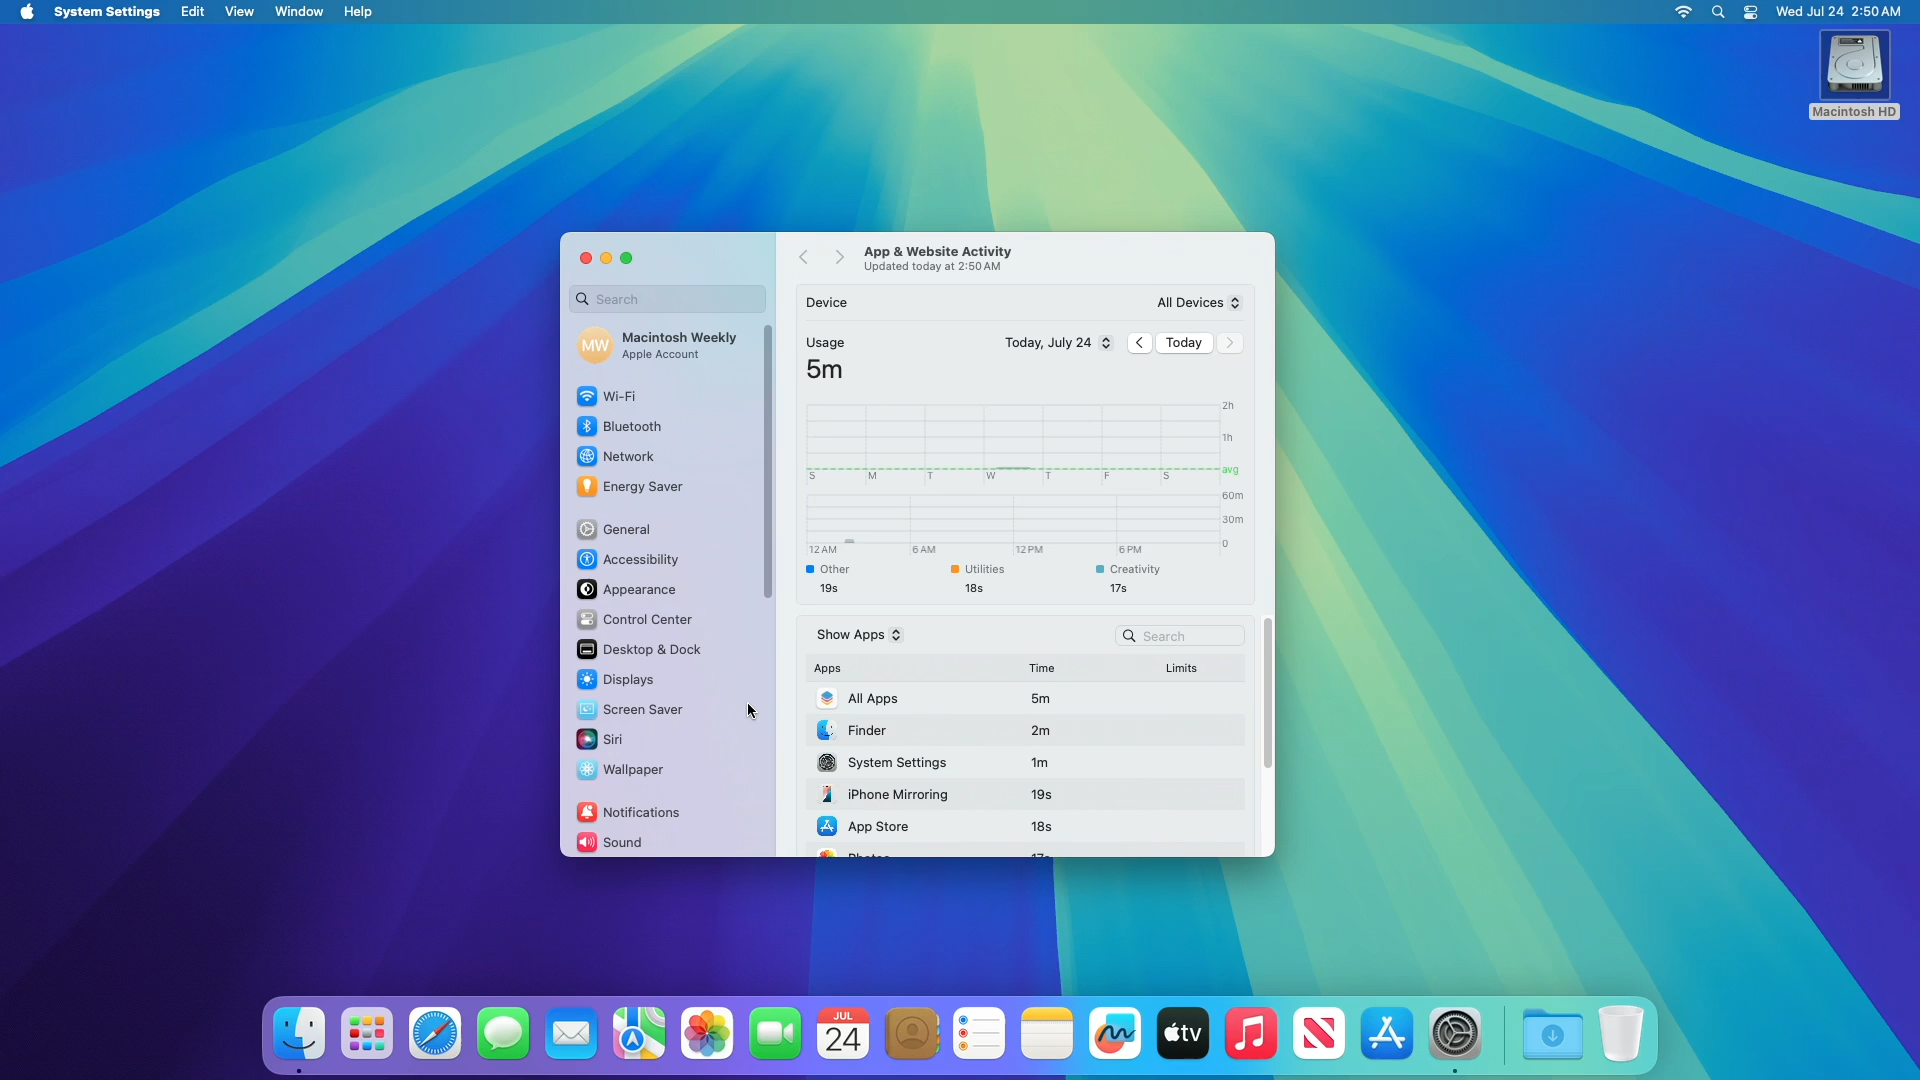 System Settings Edit View Window Help
Wed Jul 24 2:50 AM
Macintosh HD
App & Website Activity
Updated today at 2:50 AM
Search
MW
Macintosh Weekly
Apple Account
Wi-Fi
Bluetooth
Network
Energy Saver
General
Accessibility
Appearance
Control Center
Desktop & Dock
Displays
Screen Saver
Siri
Wallpaper
Notifications
Sound
Device All Devices
Usage Today, July 24 Today
5m
2h
1h
avg
S M T W T F S
60m
30m
0
12 AM 6 AM 12 PM 6 PM
Other Utilities Creativity
19s 18s 17s
Show Apps Search
Apps Time Limits
All Apps 5m
Finder 2m
System Settings 1m
iPhone Mirroring 19s
App Store 18s
Photos 17s
JUL
24
tv